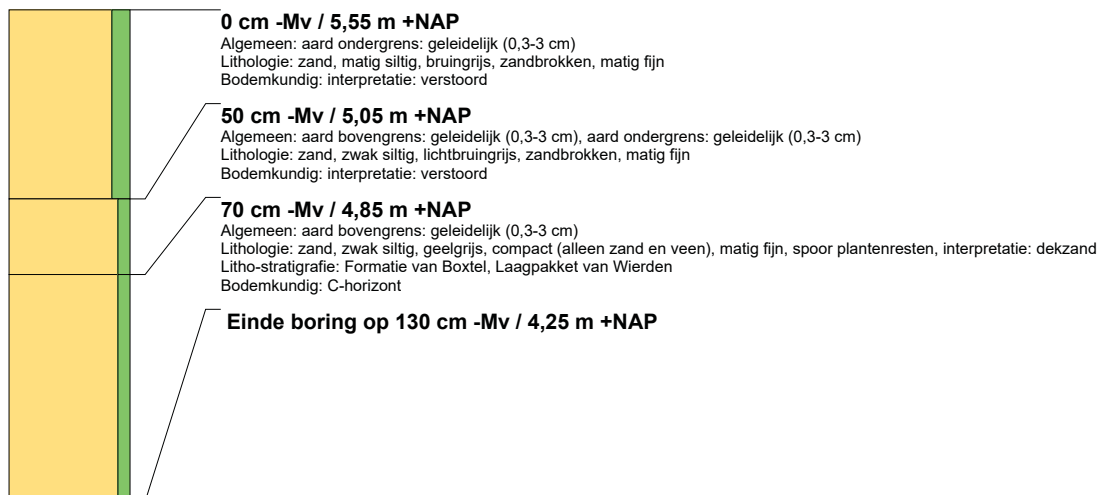 0 cm -Mv / 5,55 m +NAP
Algemeen: aard ondergrens: geleidelijk (0,3-3 cm)
Lithologie: zand, matig siltig, bruingrijs, zandbrokken, matig fijn
Bodemkundig: interpretatie: verstoord
50 cm -Mv / 5,05 m +NAP
Algemeen: aard bovengrens: geleidelijk (0,3-3 cm), aard ondergrens: geleidelijk (0,3-3 cm)
Lithologie: zand, zwak siltig, lichtbruingrijs, zandbrokken, matig fijn
Bodemkundig: interpretatie: verstoord
70 cm -Mv / 4,85 m +NAP
Algemeen: aard bovengrens: geleidelijk (0,3-3 cm)
Lithologie: zand, zwak siltig, geelgrijs, compact (alleen zand en veen), matig fijn, spoor plantenresten, interpretatie: dekzand
Litho-stratigrafie: Formatie van Boxtel, Laagpakket van Wierden
Bodemkundig: C-horizont
Einde boring op 130 cm -Mv / 4,25 m +NAP